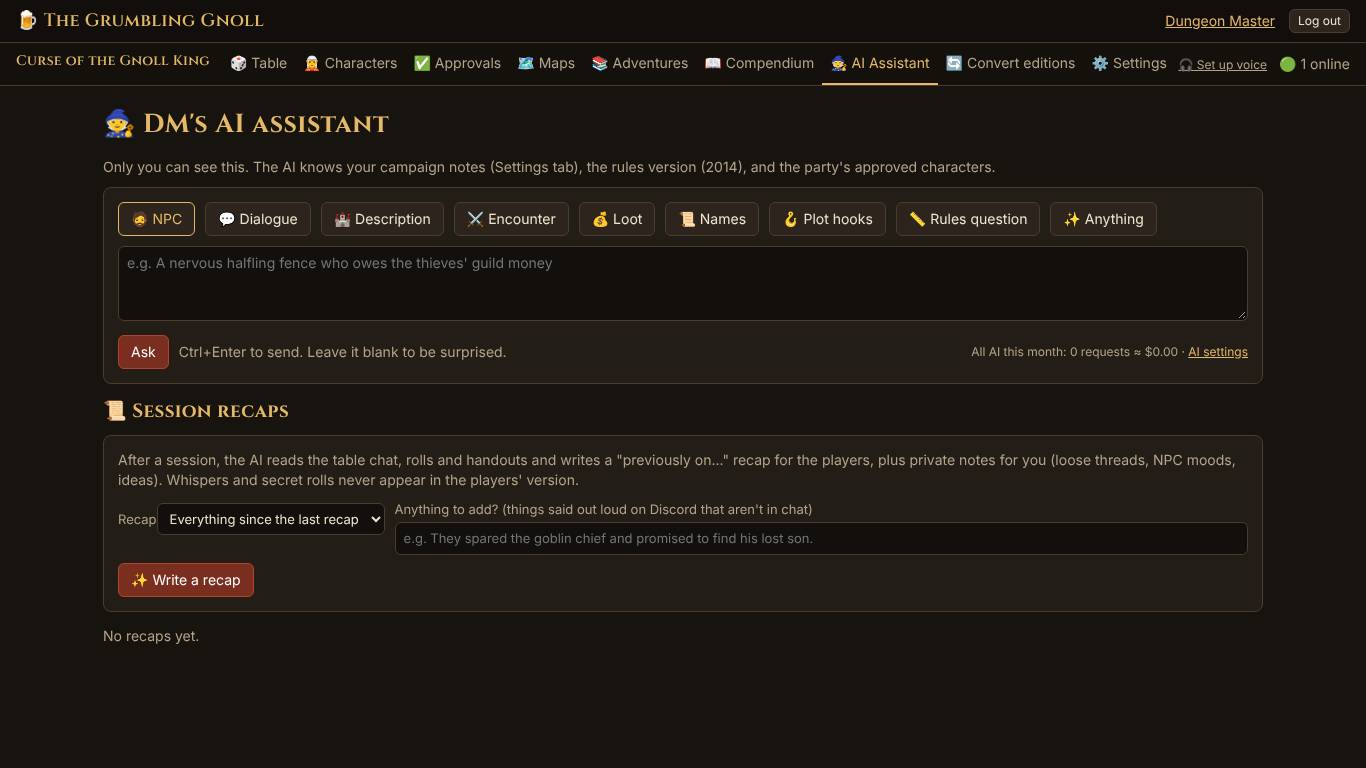 🍺 The Grumbling Gnoll
Dungeon Master
Log out
Curse of the Gnoll King
🎲 Table
🧝 Characters
✅ Approvals
🗺️ Maps
📚 Adventures
📖 Compendium
🧙 AI Assistant
🔄 Convert editions
⚙️ Settings
🎧 Set up voice
🟢 1 online
🧙 DM's AI assistant
Only you can see this. The AI knows your campaign notes (Settings tab), the rules version (2014), and the party's approved characters.
🧔 NPC
💬 Dialogue
🏰 Description
⚔️ Encounter
💰 Loot
📜 Names
🪝 Plot hooks
📏 Rules question
✨ Anything
e.g. A nervous halfling fence who owes the thieves' guild money
Ask
Ctrl+Enter to send. Leave it blank to be surprised.
All AI this month: 0 requests ≈ $0.00 · AI settings
📜 Session recaps
After a session, the AI reads the table chat, rolls and handouts and writes a "previously on…" recap for the players, plus private notes for you (loose threads, NPC moods,
ideas). Whispers and secret rolls never appear in the players' version.
Recap
Everything since the last recap
Anything to add? (things said out loud on Discord that aren't in chat)
e.g. They spared the goblin chief and promised to find his lost son.
✨ Write a recap
No recaps yet.